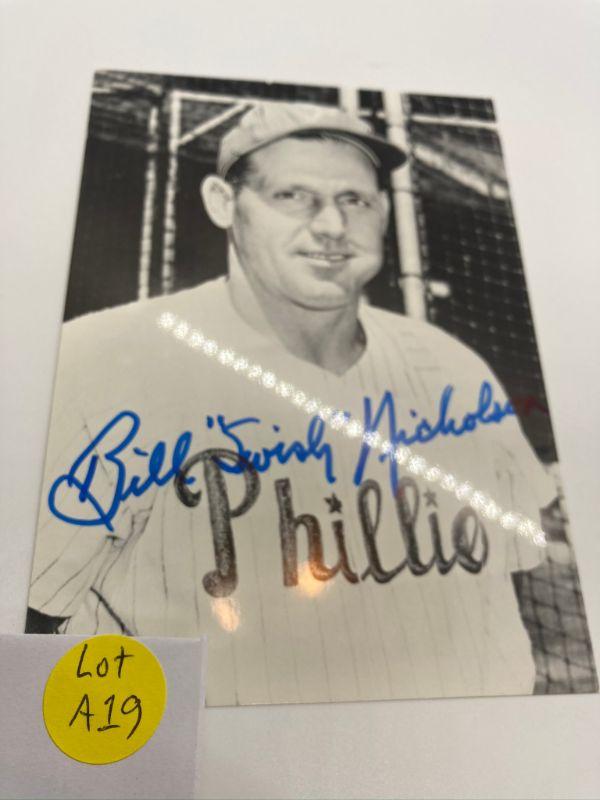 Bill "Swish" Nicholson
Phillies
Lot
A19